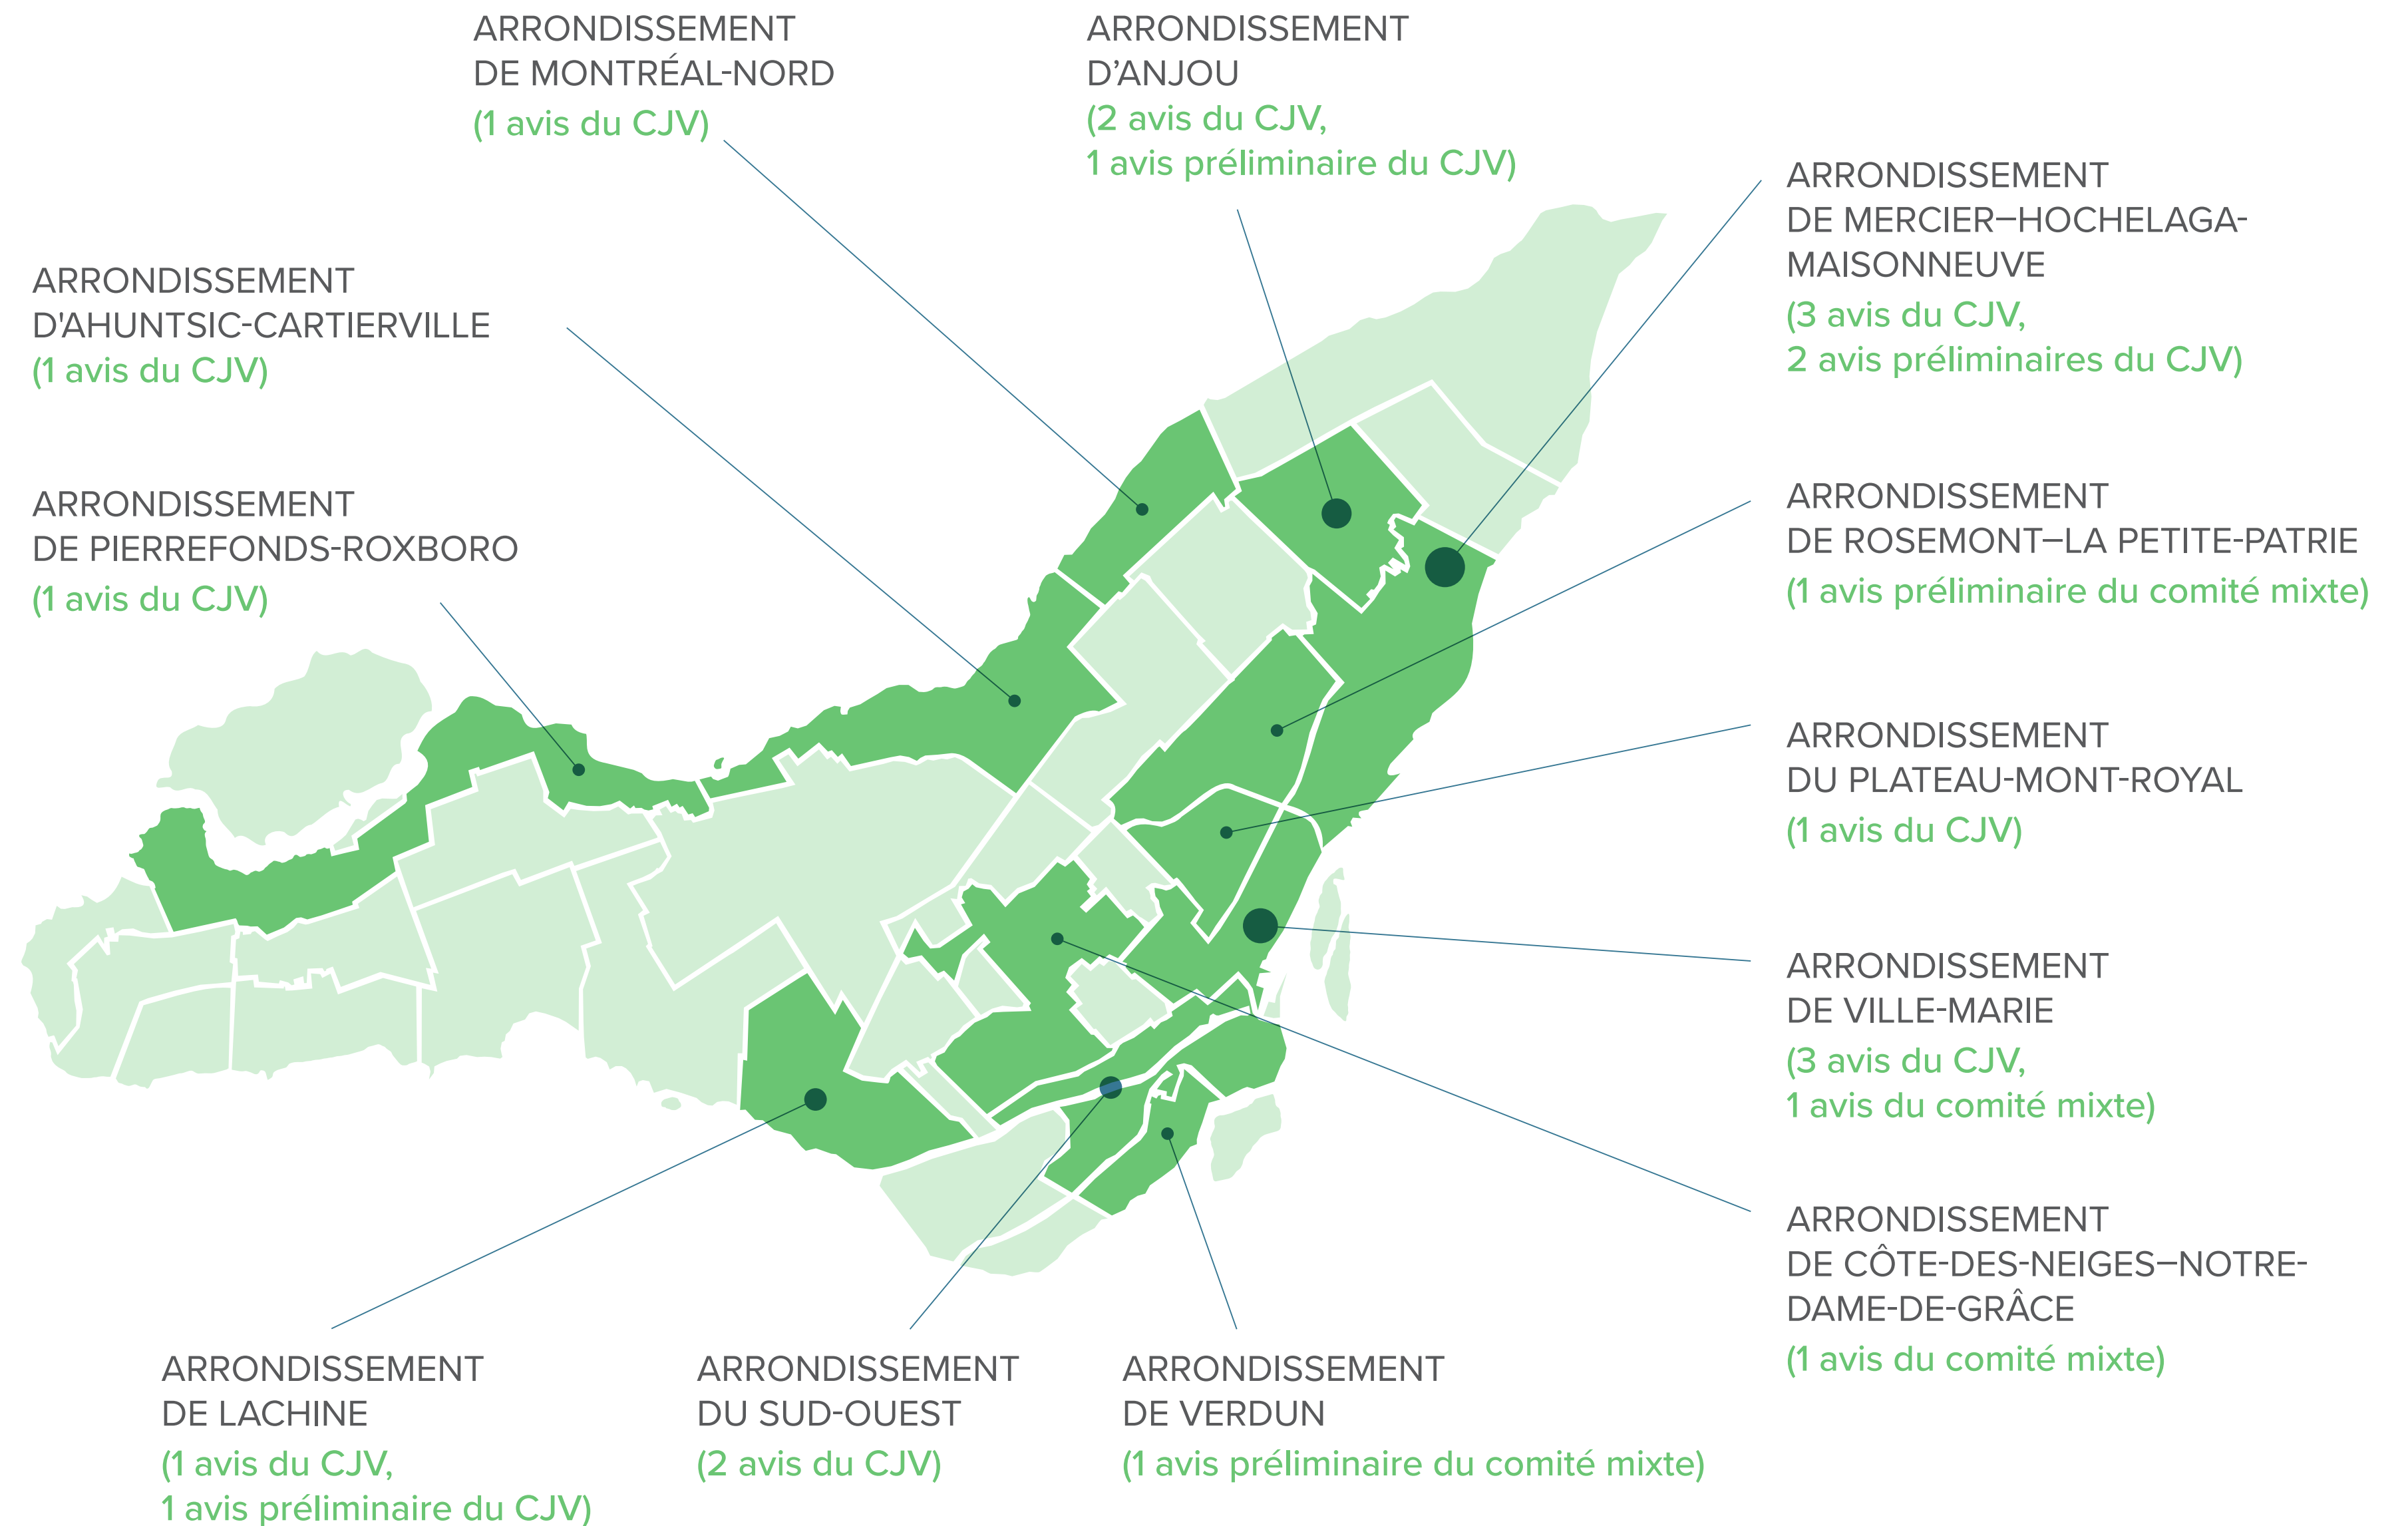 ARRONDISSEMENT
DE MONTRÉAL-NORD
(1 avis du CJV)
ARRONDISSEMENT
D’ANJOU
(2 avis du CJV,
1 avis préliminaire du CJV)
ARRONDISSEMENT
DE MERCIER–HOCHELAGA-
MAISONNEUVE
(3 avis du CJV,
2 avis préliminaires du CJV)
ARRONDISSEMENT
D'AHUNTSIC-CARTIERVILLE
(1 avis du CJV)
ARRONDISSEMENT
DE PIERREFONDS-ROXBORO
(1 avis du CJV)
ARRONDISSEMENT
DE ROSEMONT–LA PETITE-PATRIE
(1 avis préliminaire du comité mixte)
ARRONDISSEMENT
DU PLATEAU-MONT-ROYAL
(1 avis du CJV)
ARRONDISSEMENT
DE VILLE-MARIE
(3 avis du CJV,
1 avis du comité mixte)
ARRONDISSEMENT
DE CÔTE-DES-NEIGES–NOTRE-
DAME-DE-GRÂCE
(1 avis du comité mixte)
ARRONDISSEMENT
DE LACHINE
(1 avis du CJV,
1 avis préliminaire du CJV)
ARRONDISSEMENT
DU SUD-OUEST
(2 avis du CJV)
ARRONDISSEMENT
DE VERDUN
(1 avis préliminaire du comité mixte)